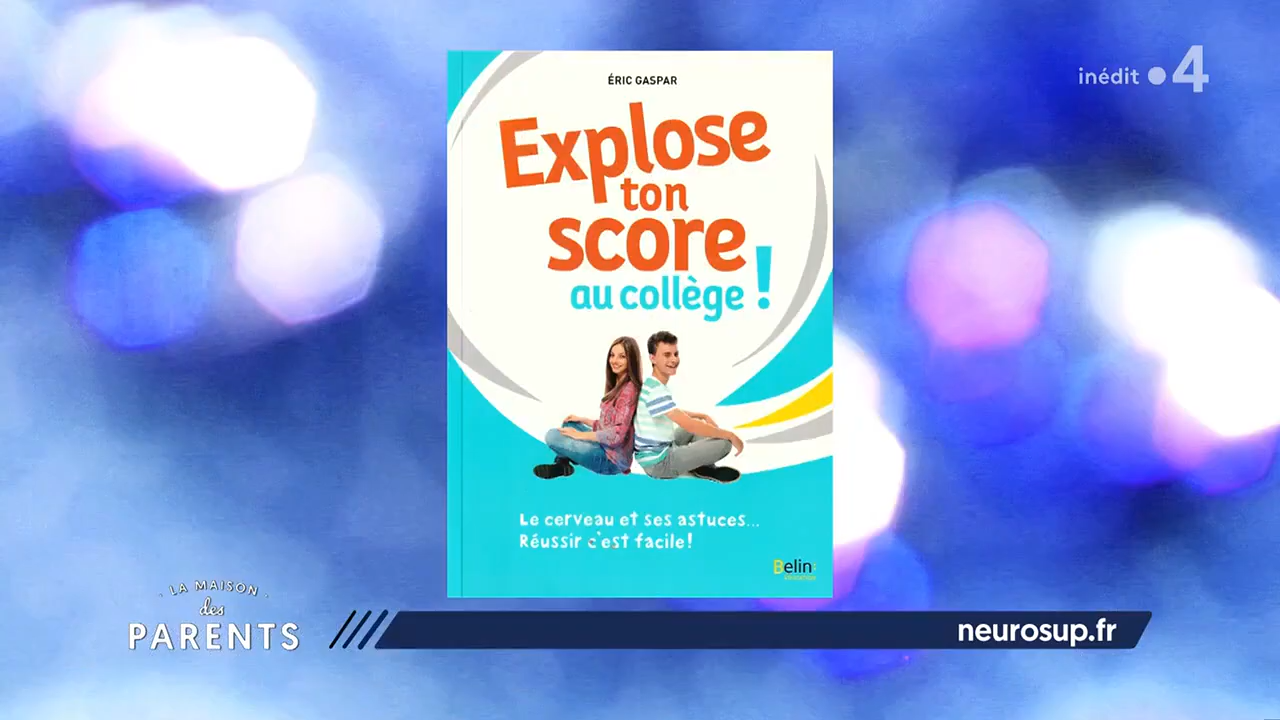 inédit 4
ÉRIC GASPAR
Explose
ton
score
au collège !
Le cerveau et ses astuces...
Réussir c'est facile!
Belin:
· LA MAISON ·
des
PARENTS
neurosup.fr